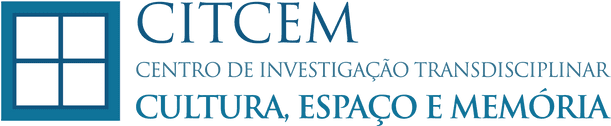 CITCEM
CENTRO DE INVESTIGAÇÃO TRANSDISCIPLINAR
CULTURA, ESPAÇO E MEMÓRIA